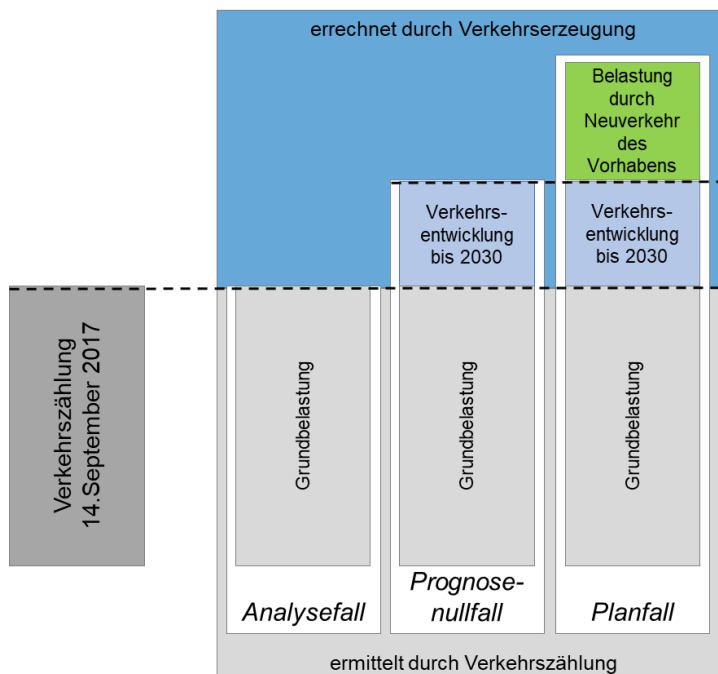 errechnet durch Verkehrserzeugung
Belastung
durch
Neuverkehr
des
Vorhabens
Verkehrs-
entwicklung
bis 2030
Verkehrs-
entwicklung
bis 2030
Verkehrszählung
14.September 2017
Grundbelastung
Grundbelastung
Grundbelastung
Analysefall
Prognose-
nullfall
Planfall
ermittelt durch Verkehrszählung